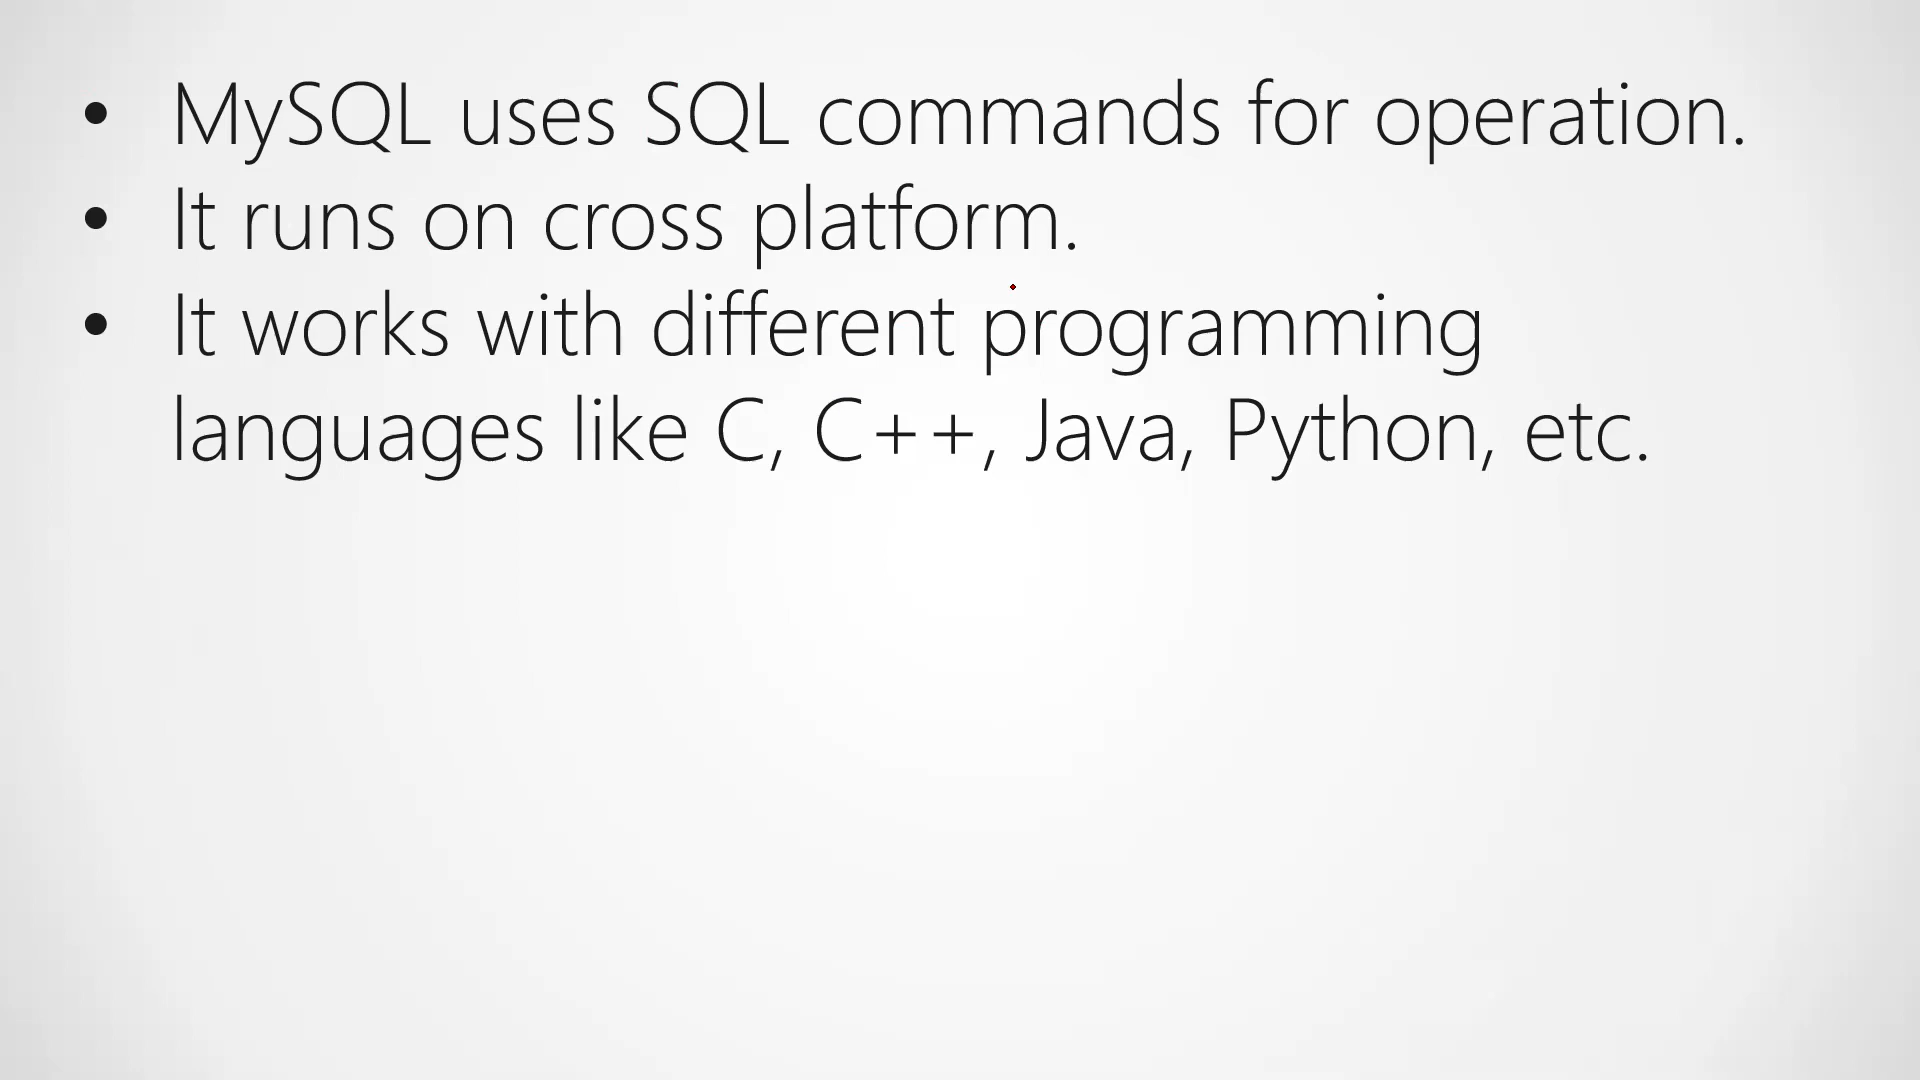 • MySQL uses SQL commands for operation.
• It runs on cross platform.
• It works with different programming
languages like C, C++, Java, Python, etc.